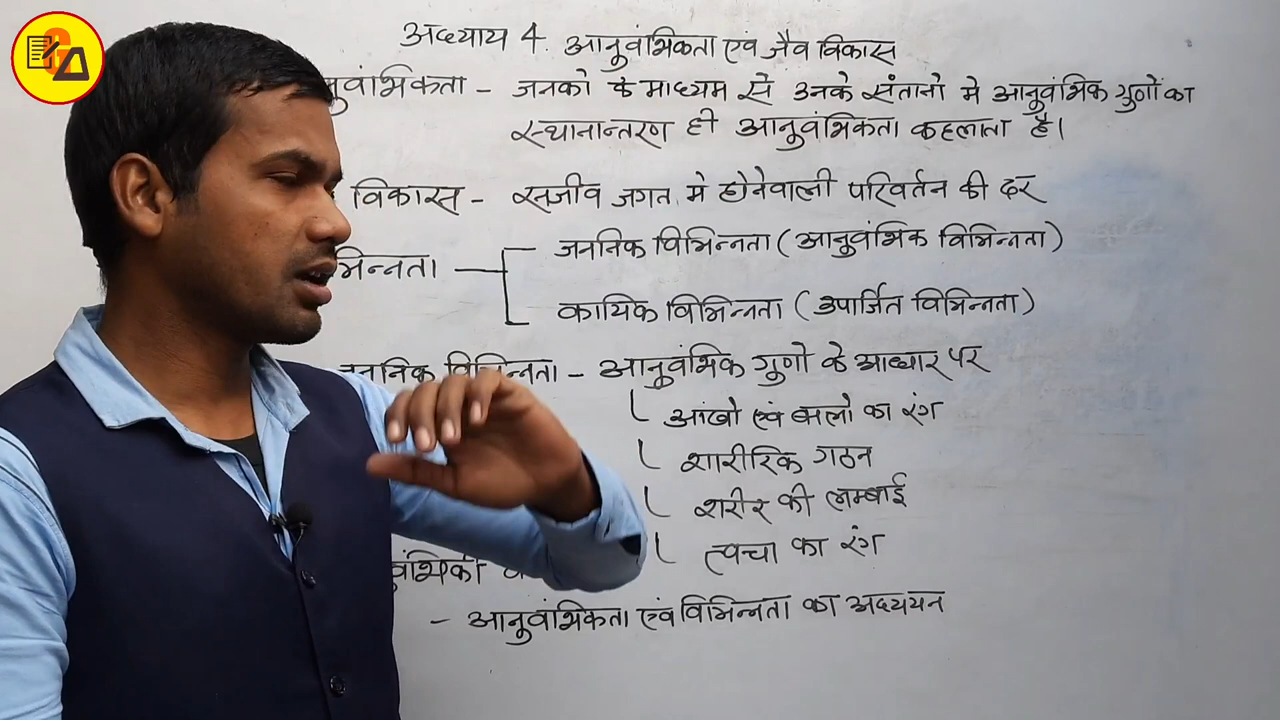 अध्याय 4. आनुवंशिकता एवं जैव विकास
नुवंशिकता - जनको के माध्यम से उनके संतानो मे आनुवंशिक गुणों का
स्थानान्तरण ही आनुवंशिकता कहलाता है।
विकास - सजीव जगत मे होनेवाली परिवर्तन की दर
भिन्नता
जननिक विभिन्नता (आनुवंशिक विभिन्नता)
कायिक विभिन्नता (उपार्जित विभिन्नता)
जननिक विभिन्नता - आनुवंशिक गुणो के आधार पर
आंखो एवं बालो का रंग
शारीरिक गठन
शरीर की लम्बाई
त्वचा का रंग
नुवंशिकी
- आनुवंशिकता एवं विभिन्नता का अध्ययन